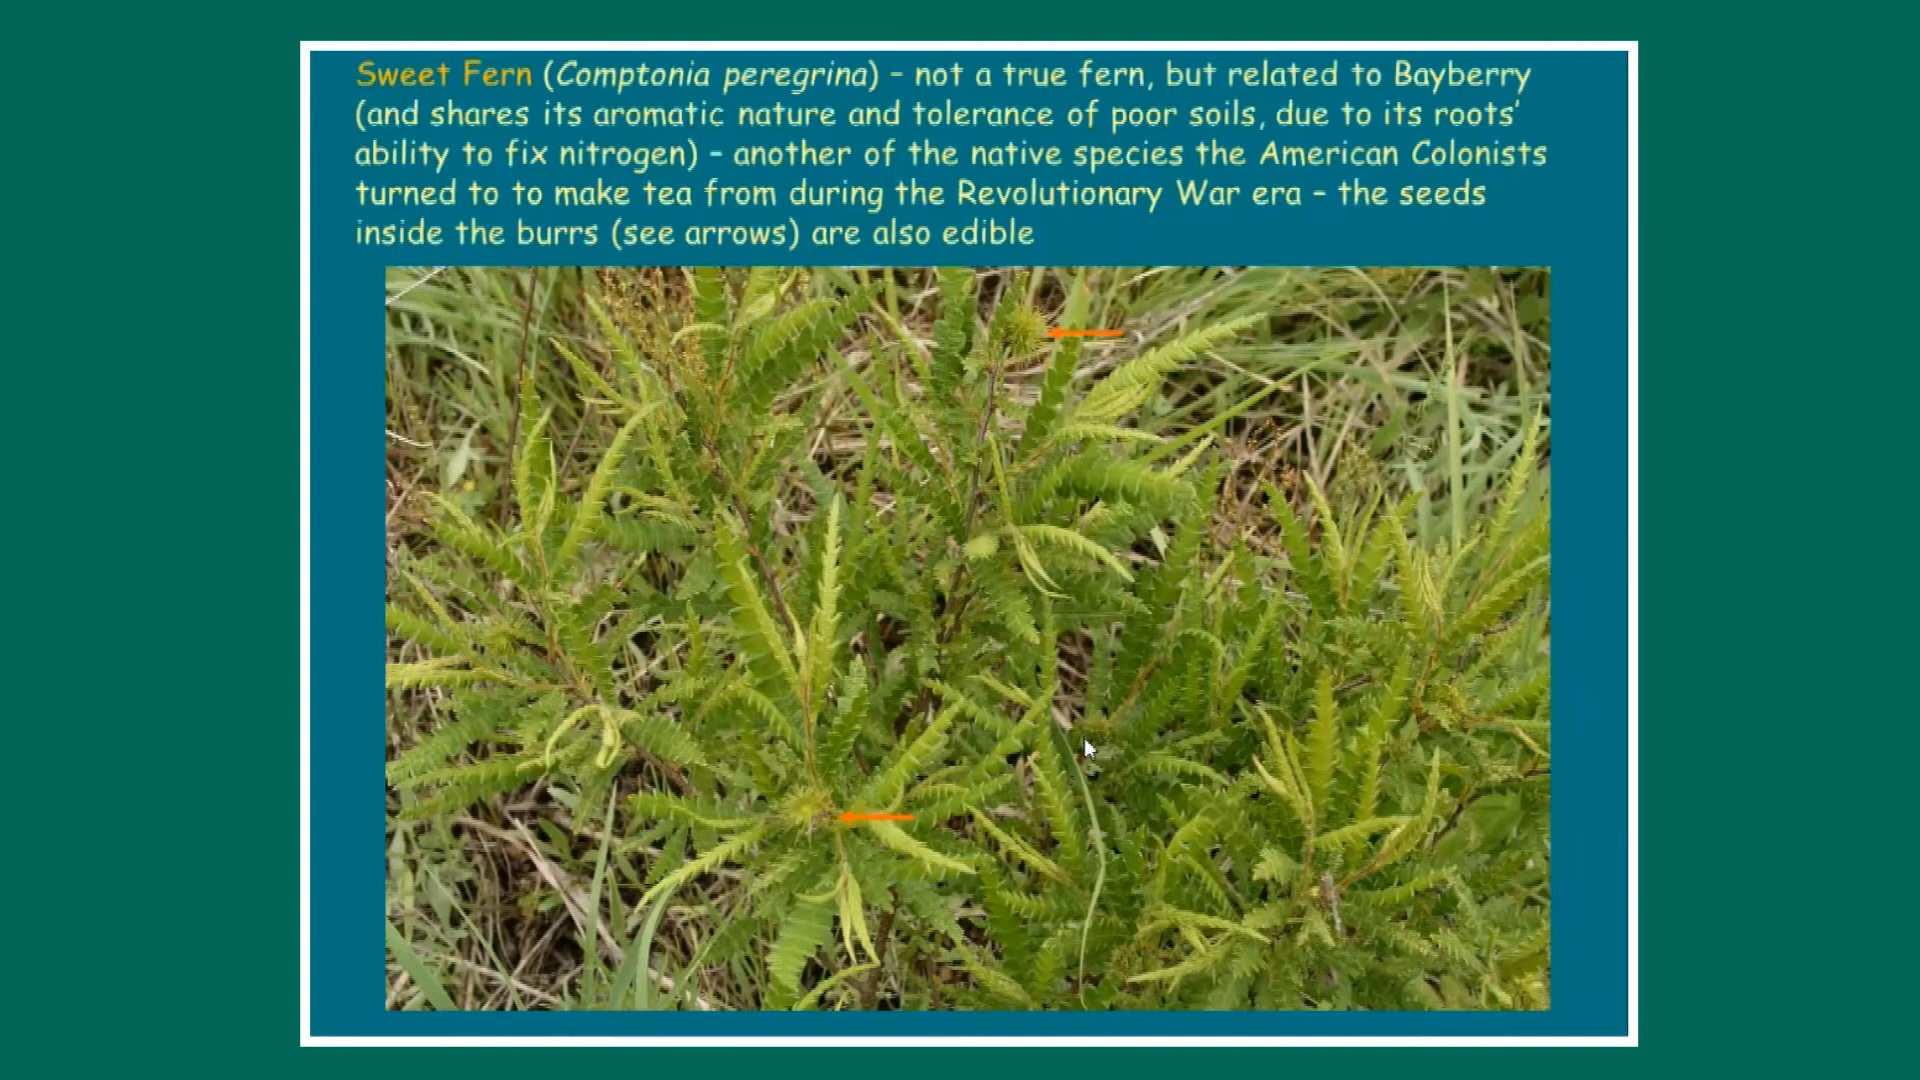 Sweet Fern (Comptonia peregrina) – not a true fern, but related to Bayberry
(and shares its aromatic nature and tolerance of poor soils, due to its roots’
ability to fix nitrogen) – another of the native species the American Colonists
turned to to make tea from during the Revolutionary War era – the seeds
inside the burrs (see arrows) are also edible